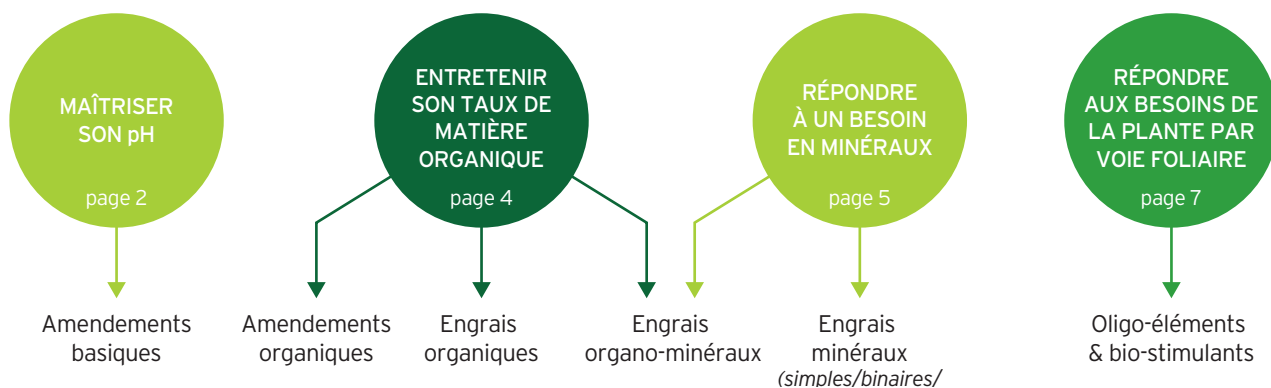 MAÎTRISER
SON pH
page 2
ENTRETENIR
SON TAUX DE
MATIÈRE
ORGANIQUE
page 4
RÉPONDRE
À UN BESOIN
EN MINÉRAUX
page 5
RÉPONDRE
AUX BESOINS DE
LA PLANTE PAR
VOIE FOLIAIRE
page 7
Amendements
basiques
Amendements
organiques
Engrais
organiques
Engrais
organo-minéraux
Engrais
minéraux
(simples/binaires/
Oligo-éléments
& bio-stimulants